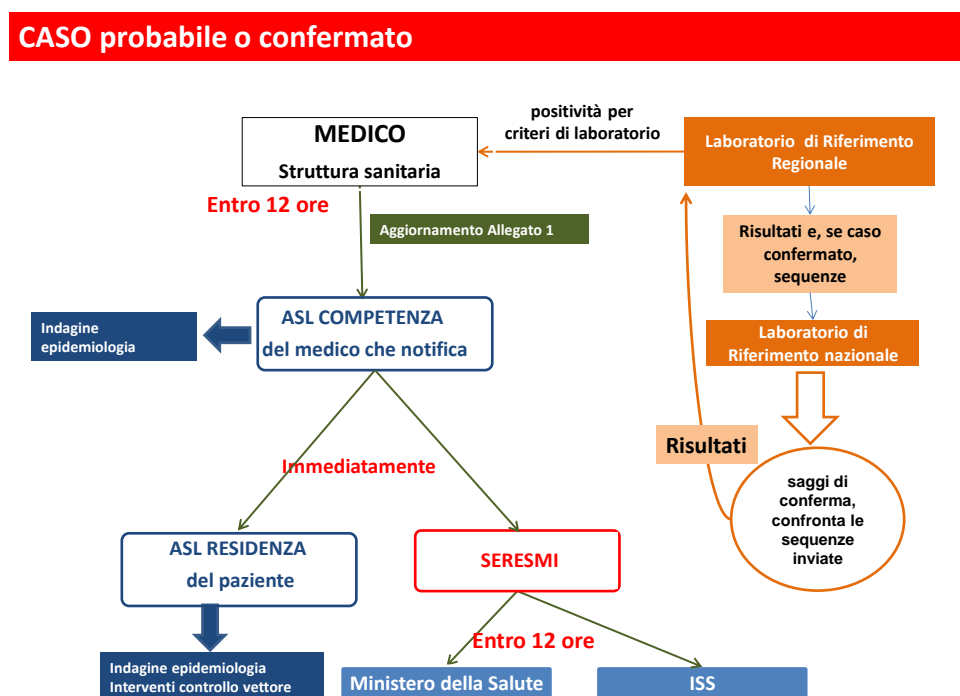 CASO probabile o confermato
positività per
criteri di laboratorio
MEDICO
Struttura sanitaria
Laboratorio di Riferimento
Regionale
Entro 12 ore
Aggiornamento Allegato 1
Risultati e, se caso
confermato,
sequenze
ASL COMPETENZA
del medico che notifica
Indagine
epidemiologia
Laboratorio di
Riferimento nazionale
Risultati
Immediatamente
saggi di
conferma,
confronta le
sequenze
inviate
ASL RESIDENZA
del paziente
SERESMI
Entro 12 ore
Indagine epidemiologia
Interventi controllo vettore
Ministero della Salute
ISS